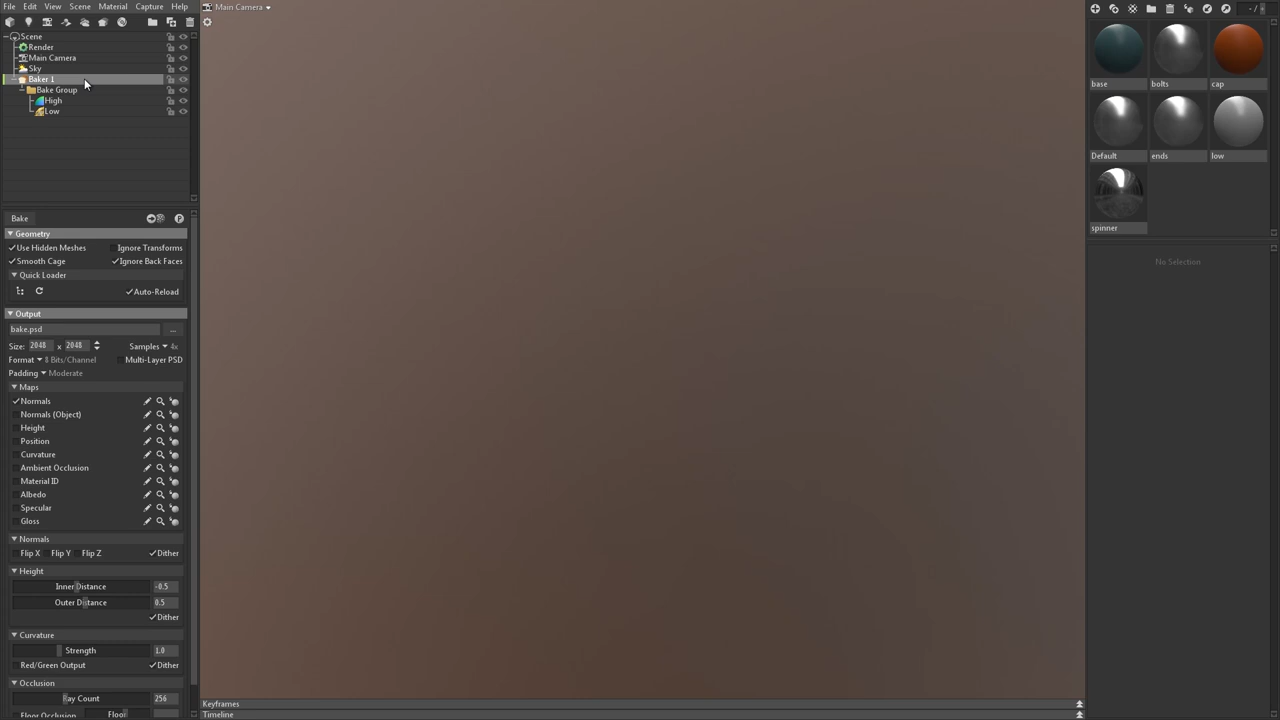 File Edit View Scene Material Capture Help
Main Camera
- /
Scene
Render
Main Camera
Sky
Baker 1
Bake Group
High
Low
base bolts cap
Default ends low
spinner
No Selection
Bake
Geometry
Use Hidden Meshes Ignore Transforms
Smooth Cage Ignore Back Faces
Quick Loader
Auto-Reload
Output
bake.psd ...
Size: 2048 x 2048 Samples 4x
Format 8 Bits/Channel Multi-Layer PSD
Padding Moderate
Maps
Normals
Normals (Object)
Height
Position
Curvature
Ambient Occlusion
Material ID
Albedo
Specular
Gloss
Normals
Flip X Flip Y Flip Z Dither
Height
Inner Distance -0.5
Outer Distance 0.5
Dither
Curvature
Strength 1.0
Red/Green Output Dither
Occlusion
Ray Count 256
Floor Occlusion Floor
Keyframes
Timeline